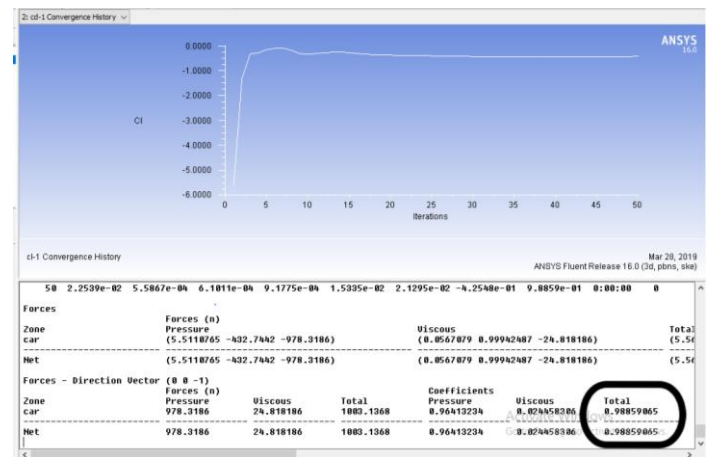 2: cd-1 Convergence History
ANSYS
16.0
0.0000
-1.0000
-2.0000
Cl
-3.0000
-4.0000
-5.0000
-6.0000
0 5 10 15 20 25 30 35 40 45 50
Iterations
cl-1 Convergence History
Mar 28, 2019
ANSYS Fluent Release 16.0 (3d, pbns, ske)
50 2.2539e-02 5.5867e-04 6.1011e-04 9.1775e-04 1.5335e-02 2.1295e-02 -4.2548e-01 9.8859e-01 0:00:00 0
Forces
Forces (n)
Zone Pressure Viscous Total
car (5.5110765 -432.7442 -978.3186) (0.0567079 0.99942487 -24.818186) (5.56
Net (5.5110765 -432.7442 -978.3186) (0.0567079 0.99942487 -24.818186) (5.56
Forces - Direction Vector (0 0 -1)
Forces (n) Coefficients
Zone Pressure Viscous Total Pressure Viscous Total
car 978.3186 24.818186 1003.1368 0.96413234 0.024458306 0.98859065
Net 978.3186 24.818186 1003.1368 0.96413234 0.024458306 0.98859065